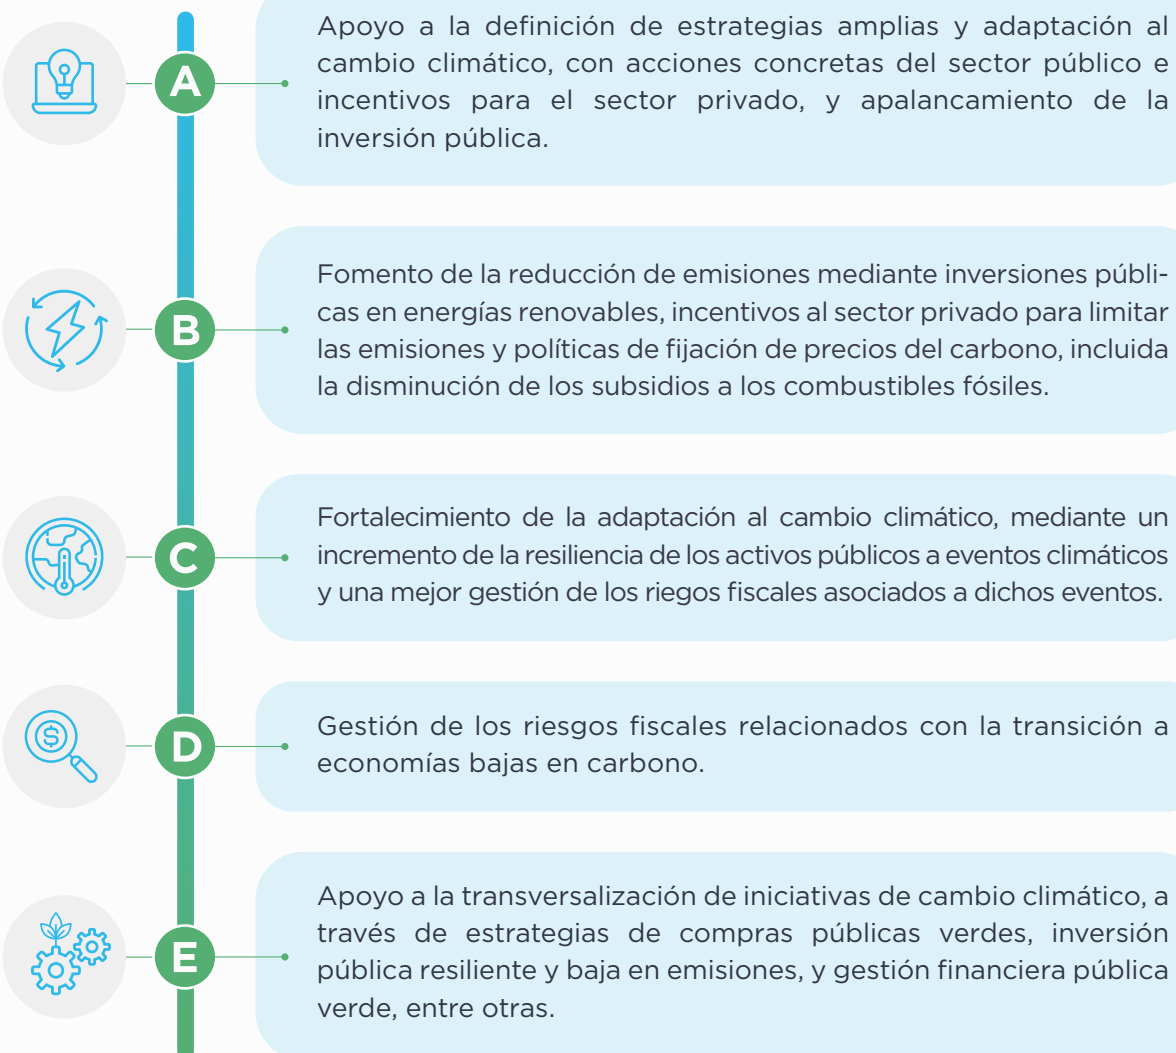 A
Apoyo a la definición de estrategias amplias y adaptación al
cambio climático, con acciones concretas del sector público e
incentivos para el sector privado, y apalancamiento de la
inversión pública.
B
Fomento de la reducción de emisiones mediante inversiones públi-
cas en energías renovables, incentivos al sector privado para limitar
las emisiones y políticas de fijación de precios del carbono, incluida
la disminución de los subsidios a los combustibles fósiles.
C
Fortalecimiento de la adaptación al cambio climático, mediante un
incremento de la resiliencia de los activos públicos a eventos climáticos
y una mejor gestión de los riegos fiscales asociados a dichos eventos.
D
Gestión de los riesgos fiscales relacionados con la transición a
economías bajas en carbono.
E
Apoyo a la transversalización de iniciativas de cambio climático, a
través de estrategias de compras públicas verdes, inversión
pública resiliente y baja en emisiones, y gestión financiera pública
verde, entre otras.